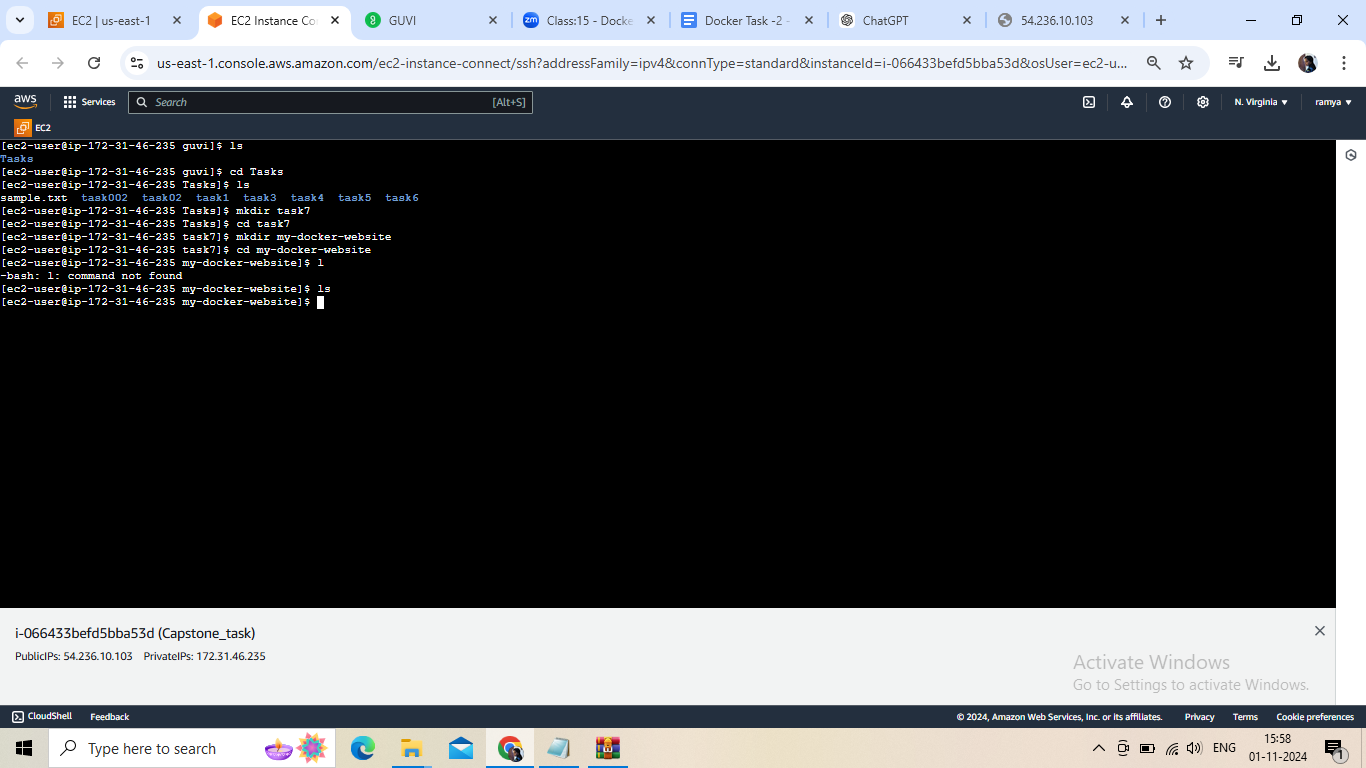 EC2 | us-east-1
EC2 Instance Co
GUVI
zm Class:15 - Docke
Docker Task -2 -
ChatGPT
54.236.10.103
us-east-1.console.aws.amazon.com/ec2-instance-connect/ssh?addressFamily=ipv4&connType=standard&instanceId=i-066433befd5bba53d&osUser=ec2-u...
aws Services Search [Alt+S] N. Virginia ramya
EC2
[ec2-user@ip-172-31-46-235 guvi]$ ls
Tasks
[ec2-user@ip-172-31-46-235 guvi]$ cd Tasks
[ec2-user@ip-172-31-46-235 Tasks]$ ls
sample.txt task002 task02 task1 task3 task4 task5 task6
[ec2-user@ip-172-31-46-235 Tasks]$ mkdir task7
[ec2-user@ip-172-31-46-235 Tasks]$ cd task7
[ec2-user@ip-172-31-46-235 task7]$ mkdir my-docker-website
[ec2-user@ip-172-31-46-235 task7]$ cd my-docker-website
[ec2-user@ip-172-31-46-235 my-docker-website]$ l
-bash: l: command not found
[ec2-user@ip-172-31-46-235 my-docker-website]$ ls
[ec2-user@ip-172-31-46-235 my-docker-website]$
i-066433befd5bba53d (Capstone_task)
PublicIPs: 54.236.10.103 PrivateIPs: 172.31.46.235
Activate Windows
Go to Settings to activate Windows.
CloudShell Feedback © 2024, Amazon Web Services, Inc. or its affiliates. Privacy Terms Cookie preferences
Type here to search
ENG
15:58
01-11-2024
1